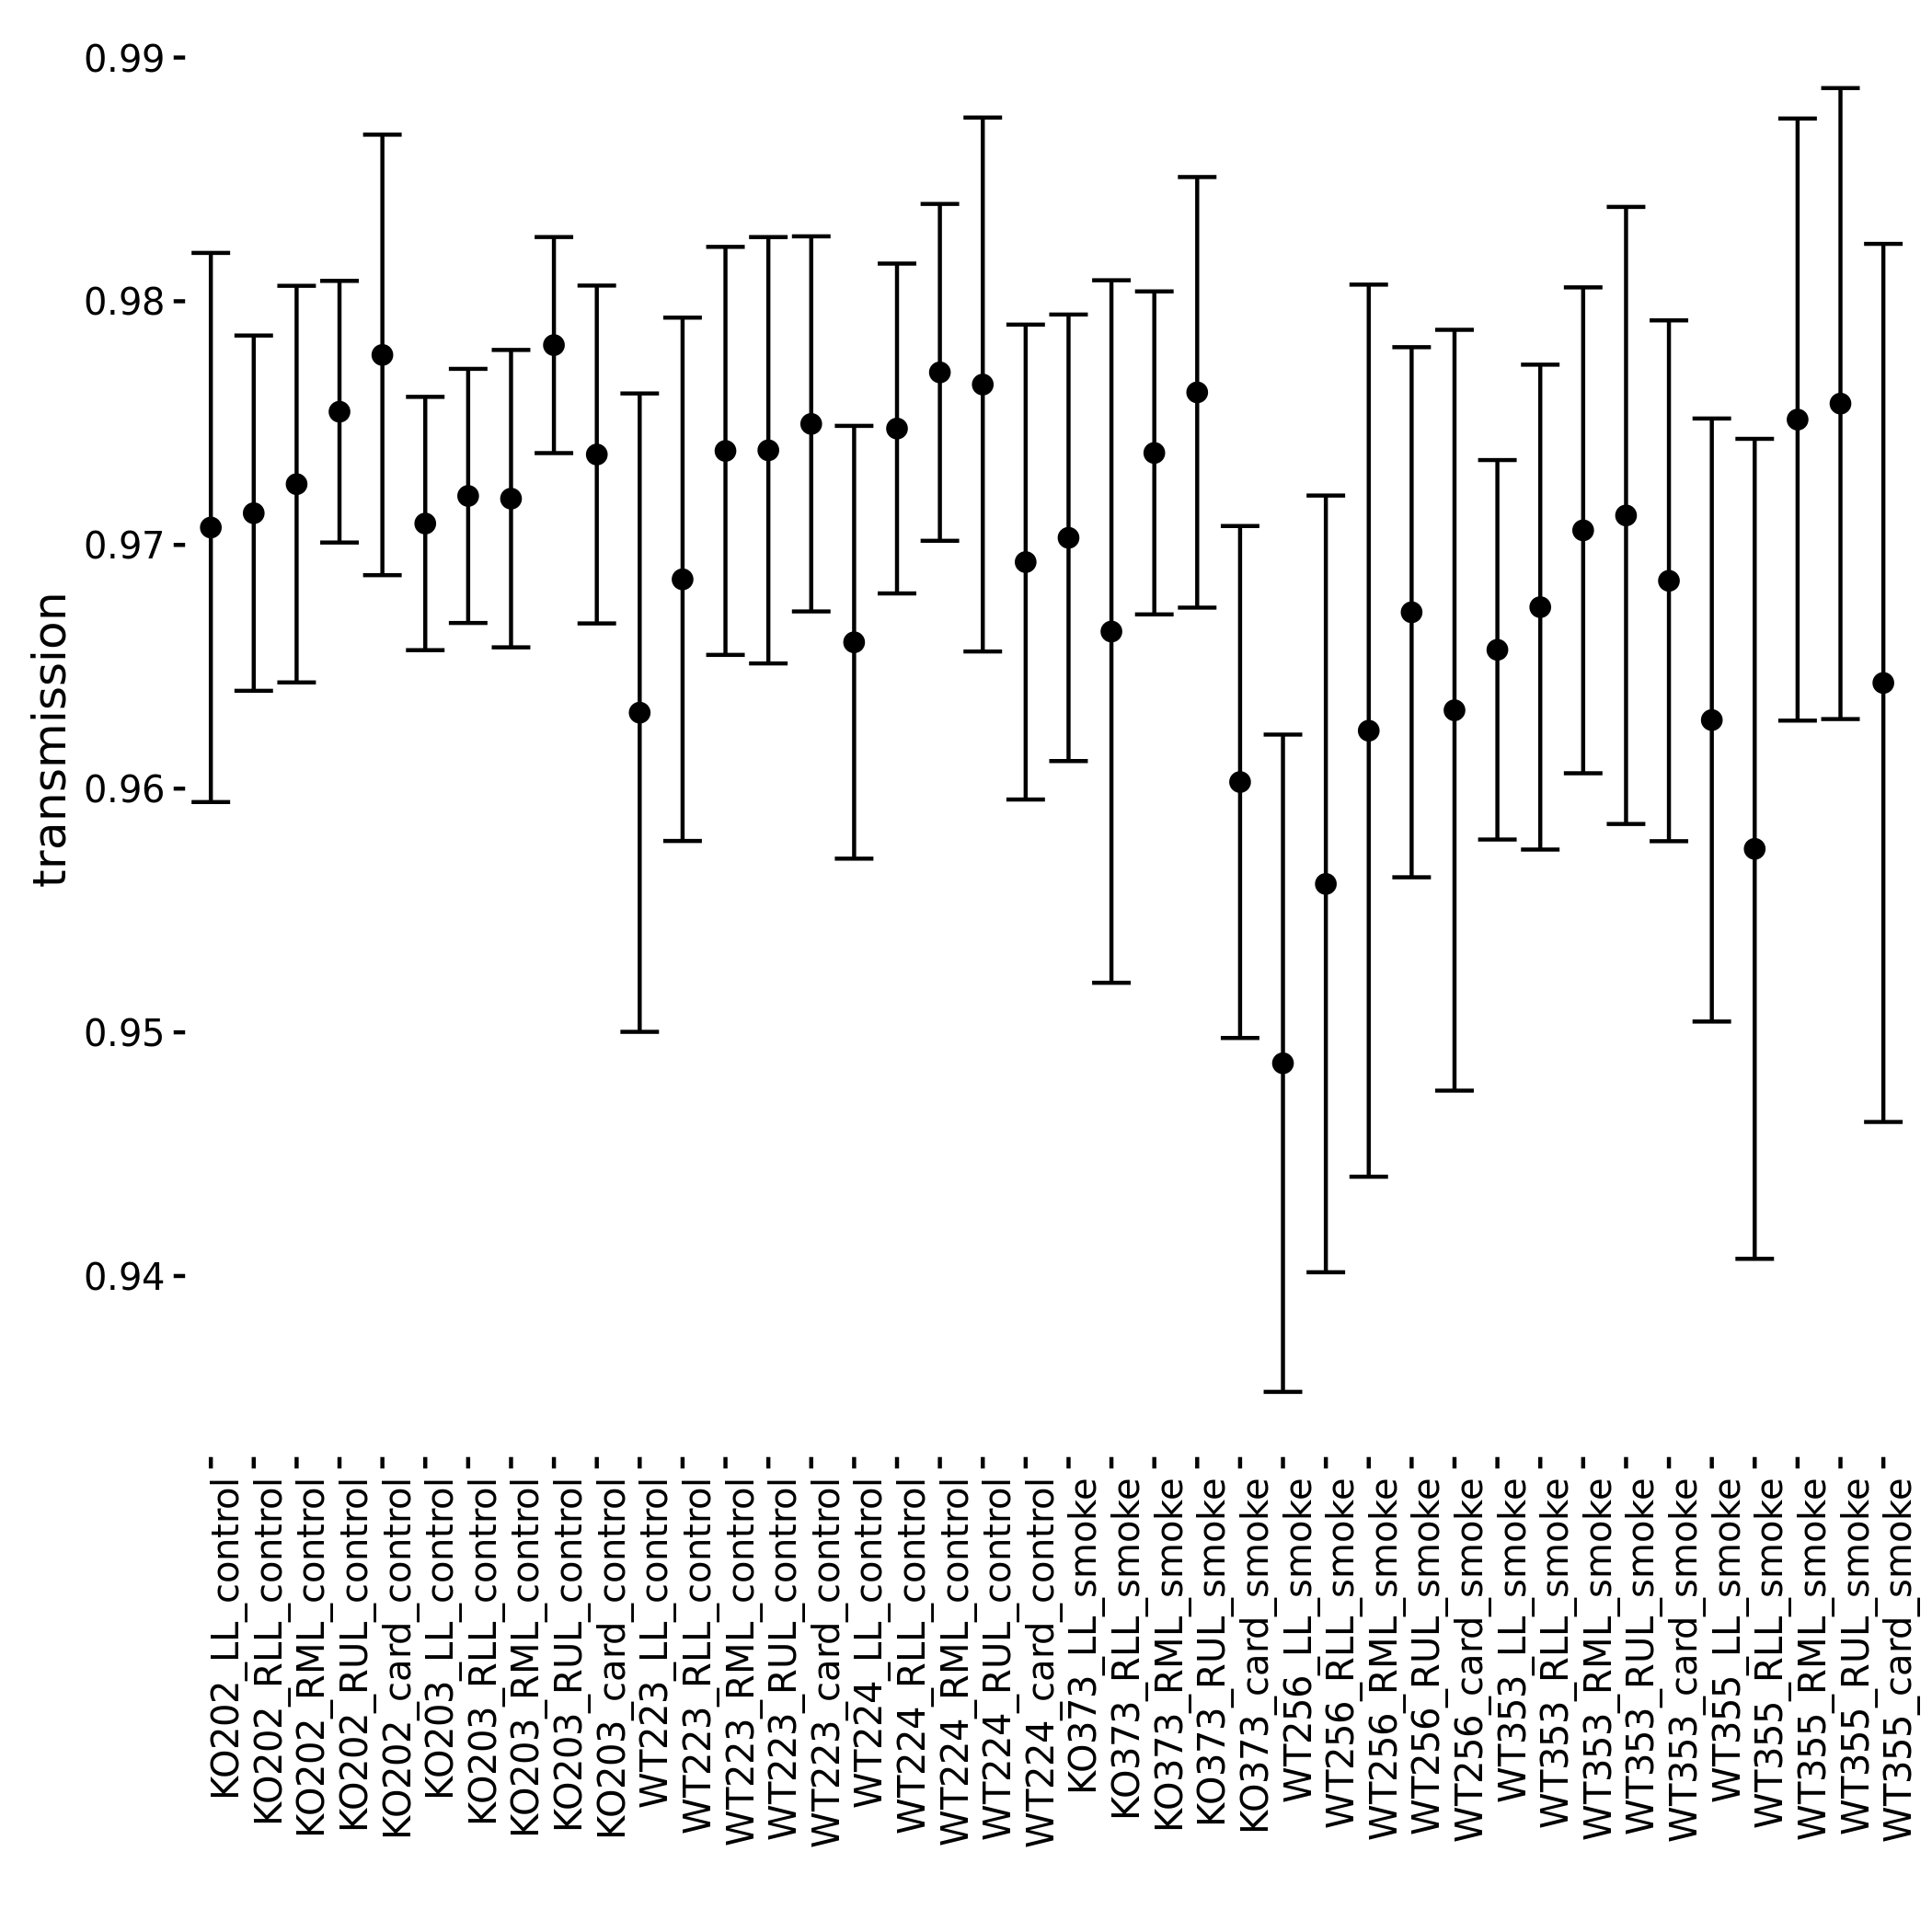 0.99
0.98
0.97
0.96
0.95
0.94
transmission
KO202_LL_control
KO202_RLL_control
KO202_RML_control
KO202_RUL_control
KO202_card_control
KO203_LL_control
KO203_RLL_control
KO203_RML_control
KO203_RUL_control
KO203_card_control
WT223_LL_control
WT223_RLL_control
WT223_RML_control
WT223_RUL_control
WT223_card_control
WT224_LL_control
WT224_RLL_control
WT224_RML_control
WT224_RUL_control
WT224_card_control
KO373_LL_smoke
KO373_RLL_smoke
KO373_RML_smoke
KO373_RUL_smoke
KO373_card_smoke
WT256_LL_smoke
WT256_RLL_smoke
WT256_RML_smoke
WT256_RUL_smoke
WT256_card_smoke
WT353_LL_smoke
WT353_RLL_smoke
WT353_RML_smoke
WT353_RUL_smoke
WT353_card_smoke
WT355_LL_smoke
WT355_RLL_smoke
WT355_RML_smoke
WT355_RUL_smoke
WT355_card_smoke